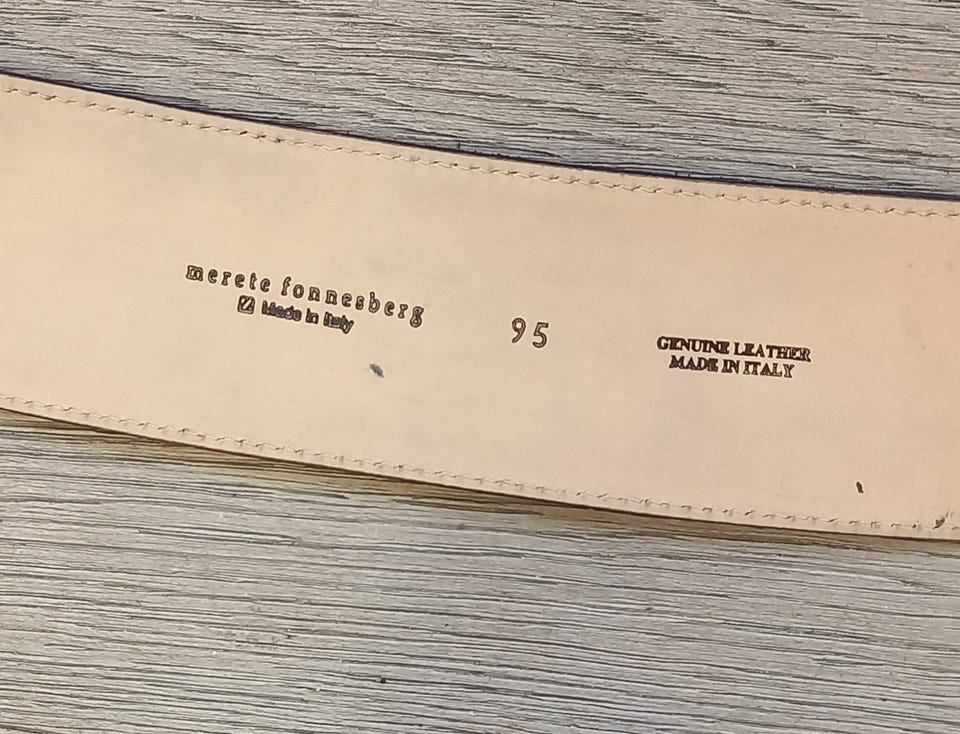 merete fonnesberg
Made in Italy
95
GENUINE LEATHER
MADE IN ITALY